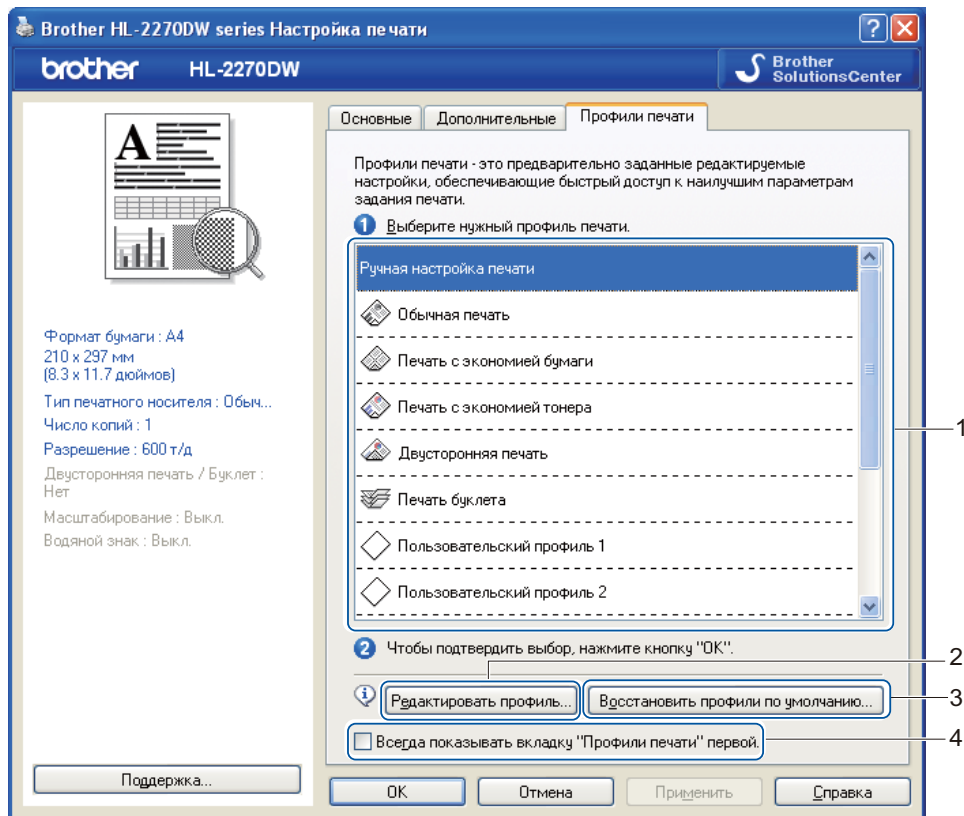 Brother HL-2270DW series Настройка печати
brother HL-2270DW
Brother
SolutionsCenter
A
Формат бумаги : A4
210 x 297 мм
(8.3 x 11.7 дюймов)
Тип печатного носителя : Обыч...
Число копий : 1
Разрешение : 600 т/д
Двусторонняя печать / Буклет :
Нет
Масштабирование : Выкл.
Водяной знак : Выкл.
Поддержка...
Основные Дополнительные Профили печати
Профили печати - это предварительно заданные редактируемые
настройки, обеспечивающие быстрый доступ к наилучшим параметрам
задания печати.
1 Выберите нужный профиль печати.
Ручная настройка печати
Обычная печать
Печать с экономией бумаги
Печать с экономией тонера
Двусторонняя печать
Печать буклета
Пользовательский профиль 1
Пользовательский профиль 2
1
2 Чтобы подтвердить выбор, нажмите кнопку "ОК".
2
Редактировать профиль... Восстановить профили по умолчанию...
3
Всегда показывать вкладку "Профили печати" первой.
4
ОК Отмена Применить Справка